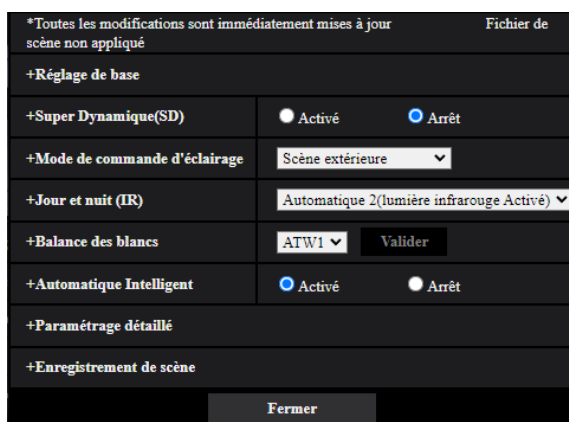 *Toutes les modifications sont immédiatement mises à jour Fichier de
scène non appliqué
+Réglage de base
+Super Dynamique(SD) Activé Arrêt
+Mode de commande d'éclairage Scène extérieure
+Jour et nuit (IR) Automatique 2(lumière infrarouge Activé)
+Balance des blancs ATW1 Valider
+Automatique Intelligent Activé Arrêt
+Paramétrage détaillé
+Enregistrement de scène
Fermer